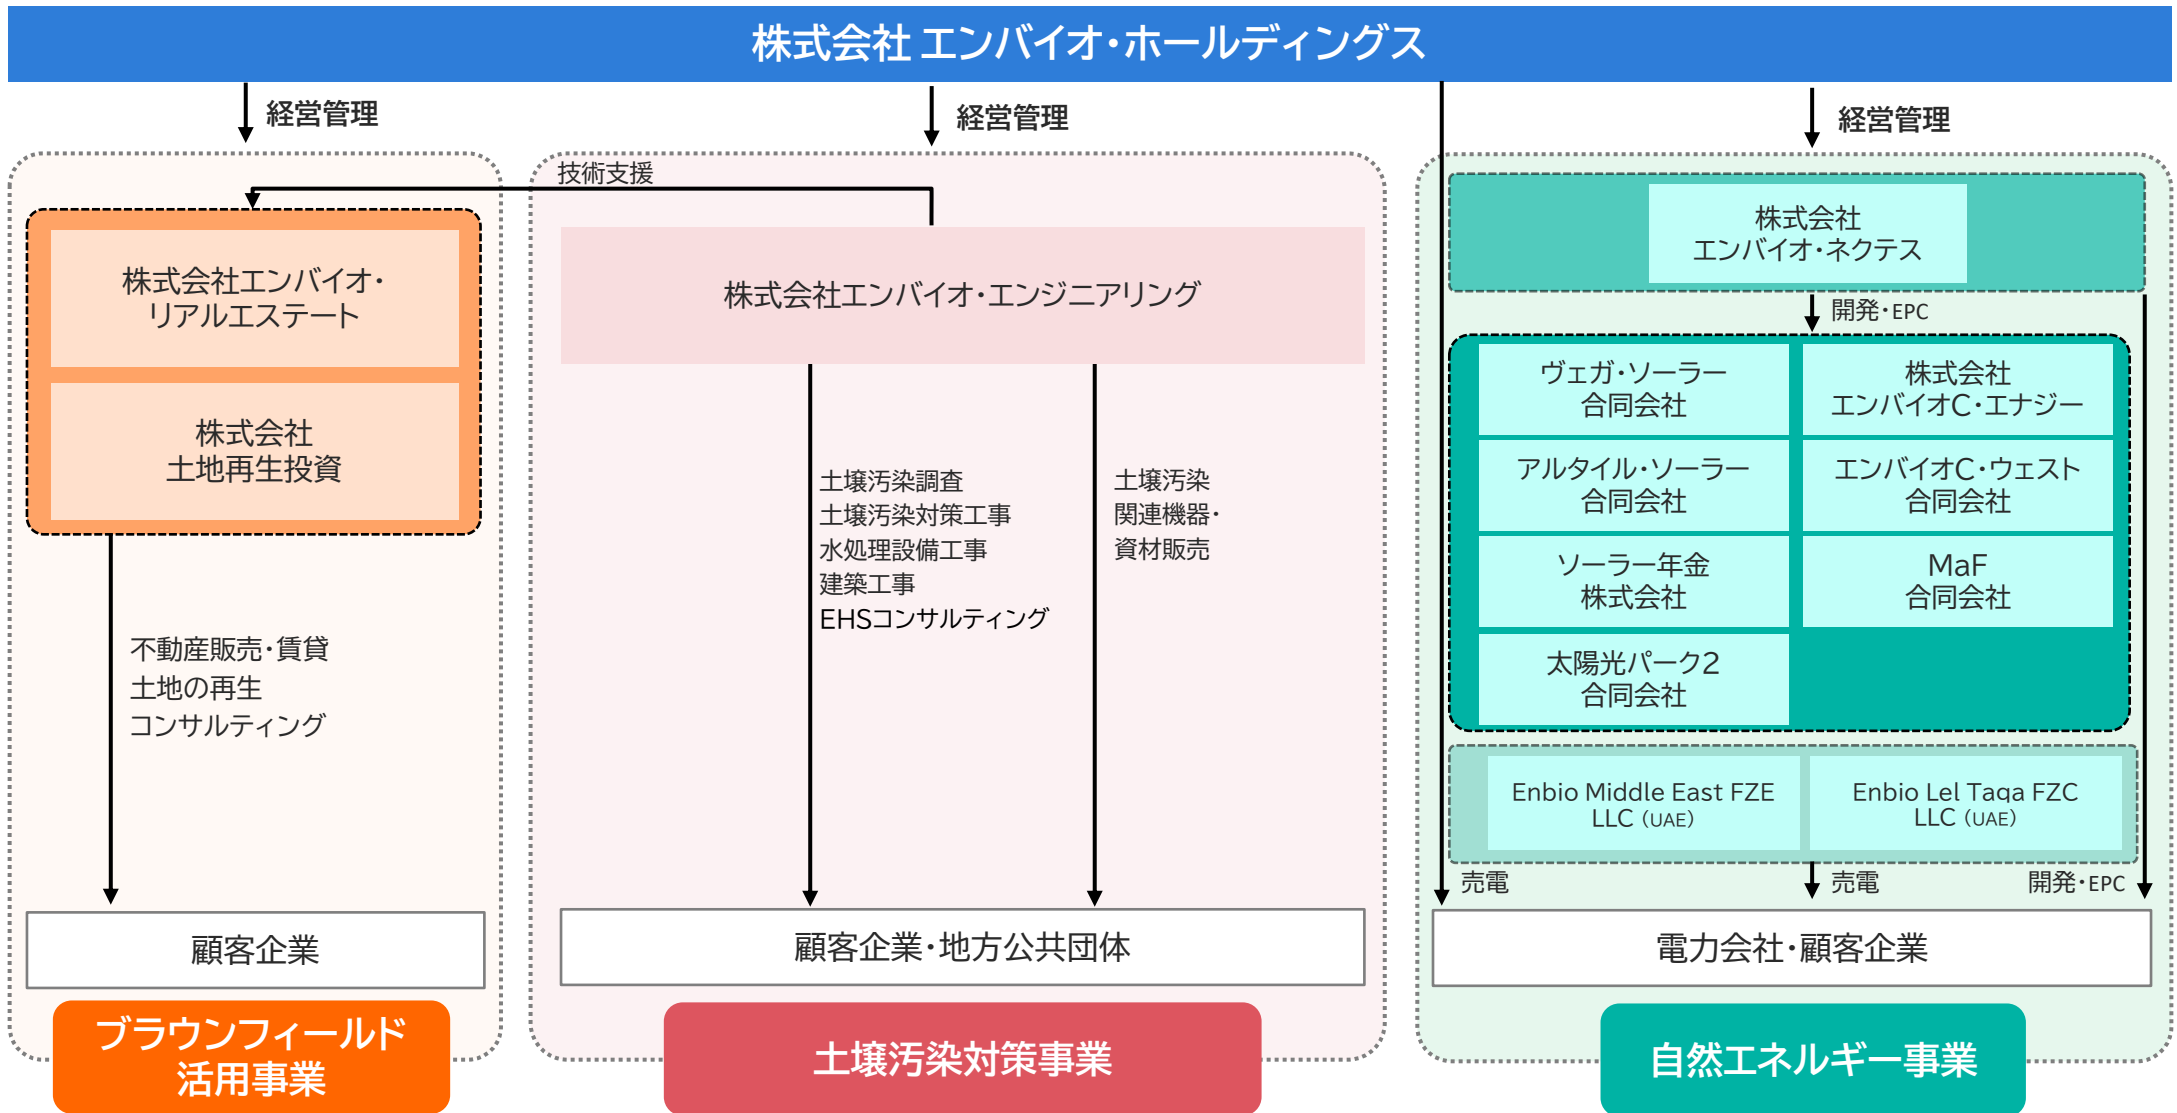 株式会社 エンバイオ・ホールディングス
経営管理
経営管理
経営管理
技術支援
株式会社エンバイオ・
リアルエステート
株式会社
土地再生投資
不動産販売・賃貸
土地の再生
コンサルティング
顧客企業
ブラウンフィールド
活用事業
株式会社エンバイオ・エンジニアリング
土壌汚染調査
土壌汚染対策工事
水処理設備工事
建築工事
EHSコンサルティング
土壌汚染
関連機器・
資材販売
顧客企業・地方公共団体
土壌汚染対策事業
株式会社
エンバイオ・ネクテス
開発・EPC
ヴェガ・ソーラー
合同会社
株式会社
エンバイオC・エナジー
アルタイル・ソーラー
合同会社
エンバイオC・ウェスト
合同会社
ソーラー年金
株式会社
MaF
合同会社
太陽光パーク2
合同会社
Enbio Middle East FZE
LLC（UAE）
Enbio Lel Taqa FZC
LLC（UAE）
売電
売電
開発・EPC
電力会社・顧客企業
自然エネルギー事業